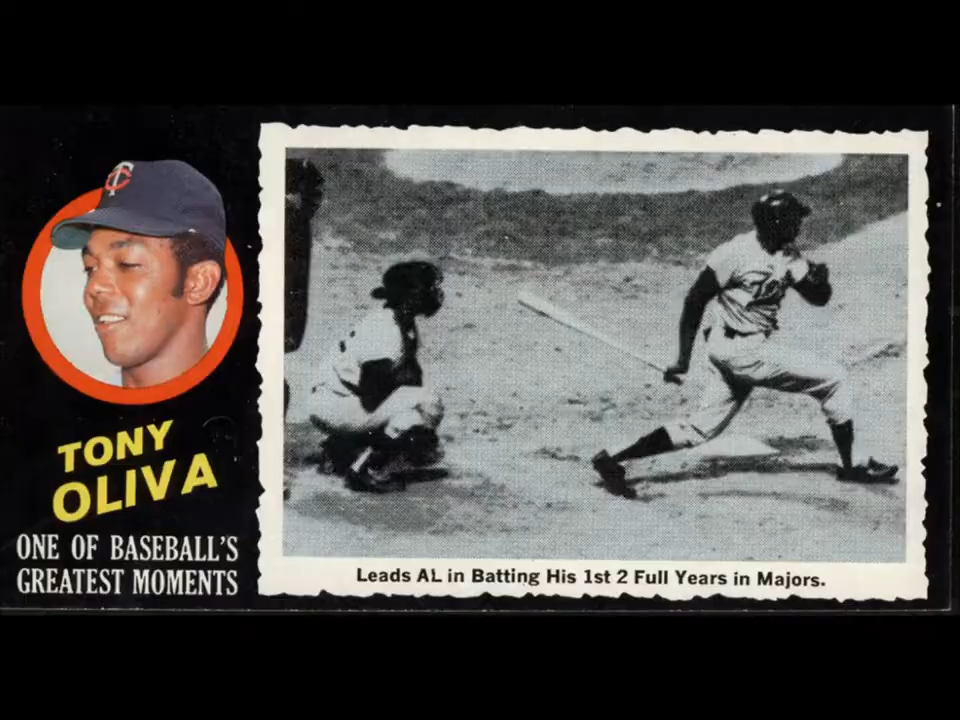 TONY
OLIVA
ONE OF BASEBALL'S
GREATEST MOMENTS
Leads AL in Batting His 1st 2 Full Years in Majors.